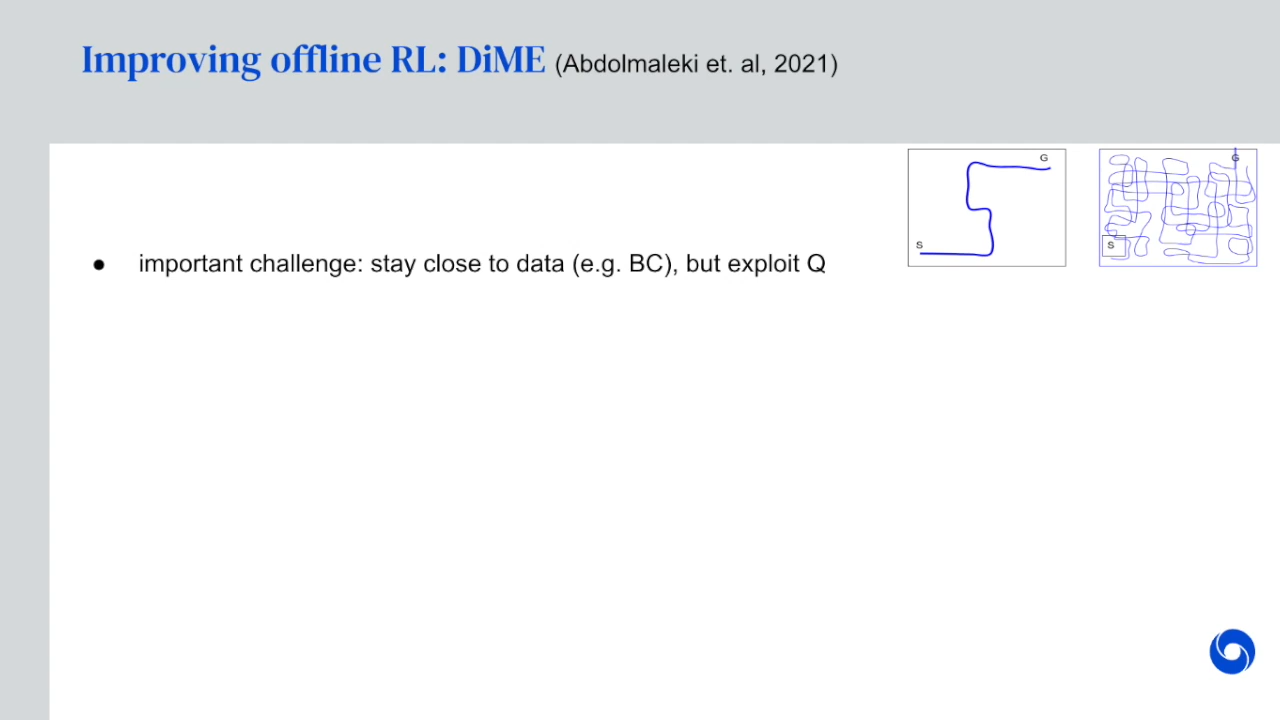 Improving offline RL: DiME (Abdolmaleki et. al, 2021)
G
S
G
S
● important challenge: stay close to data (e.g. BC), but exploit Q